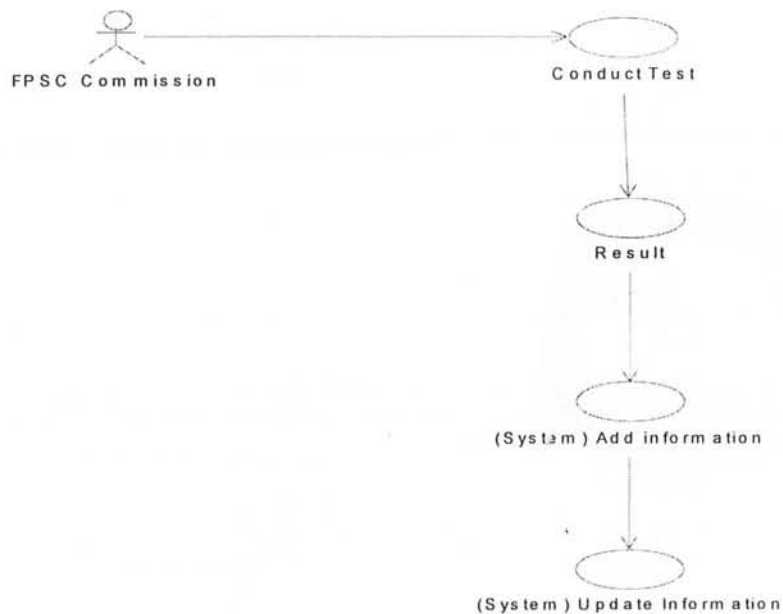 FPSC Commission
Conduct Test
Result
(System) Add information
(System) Update Information